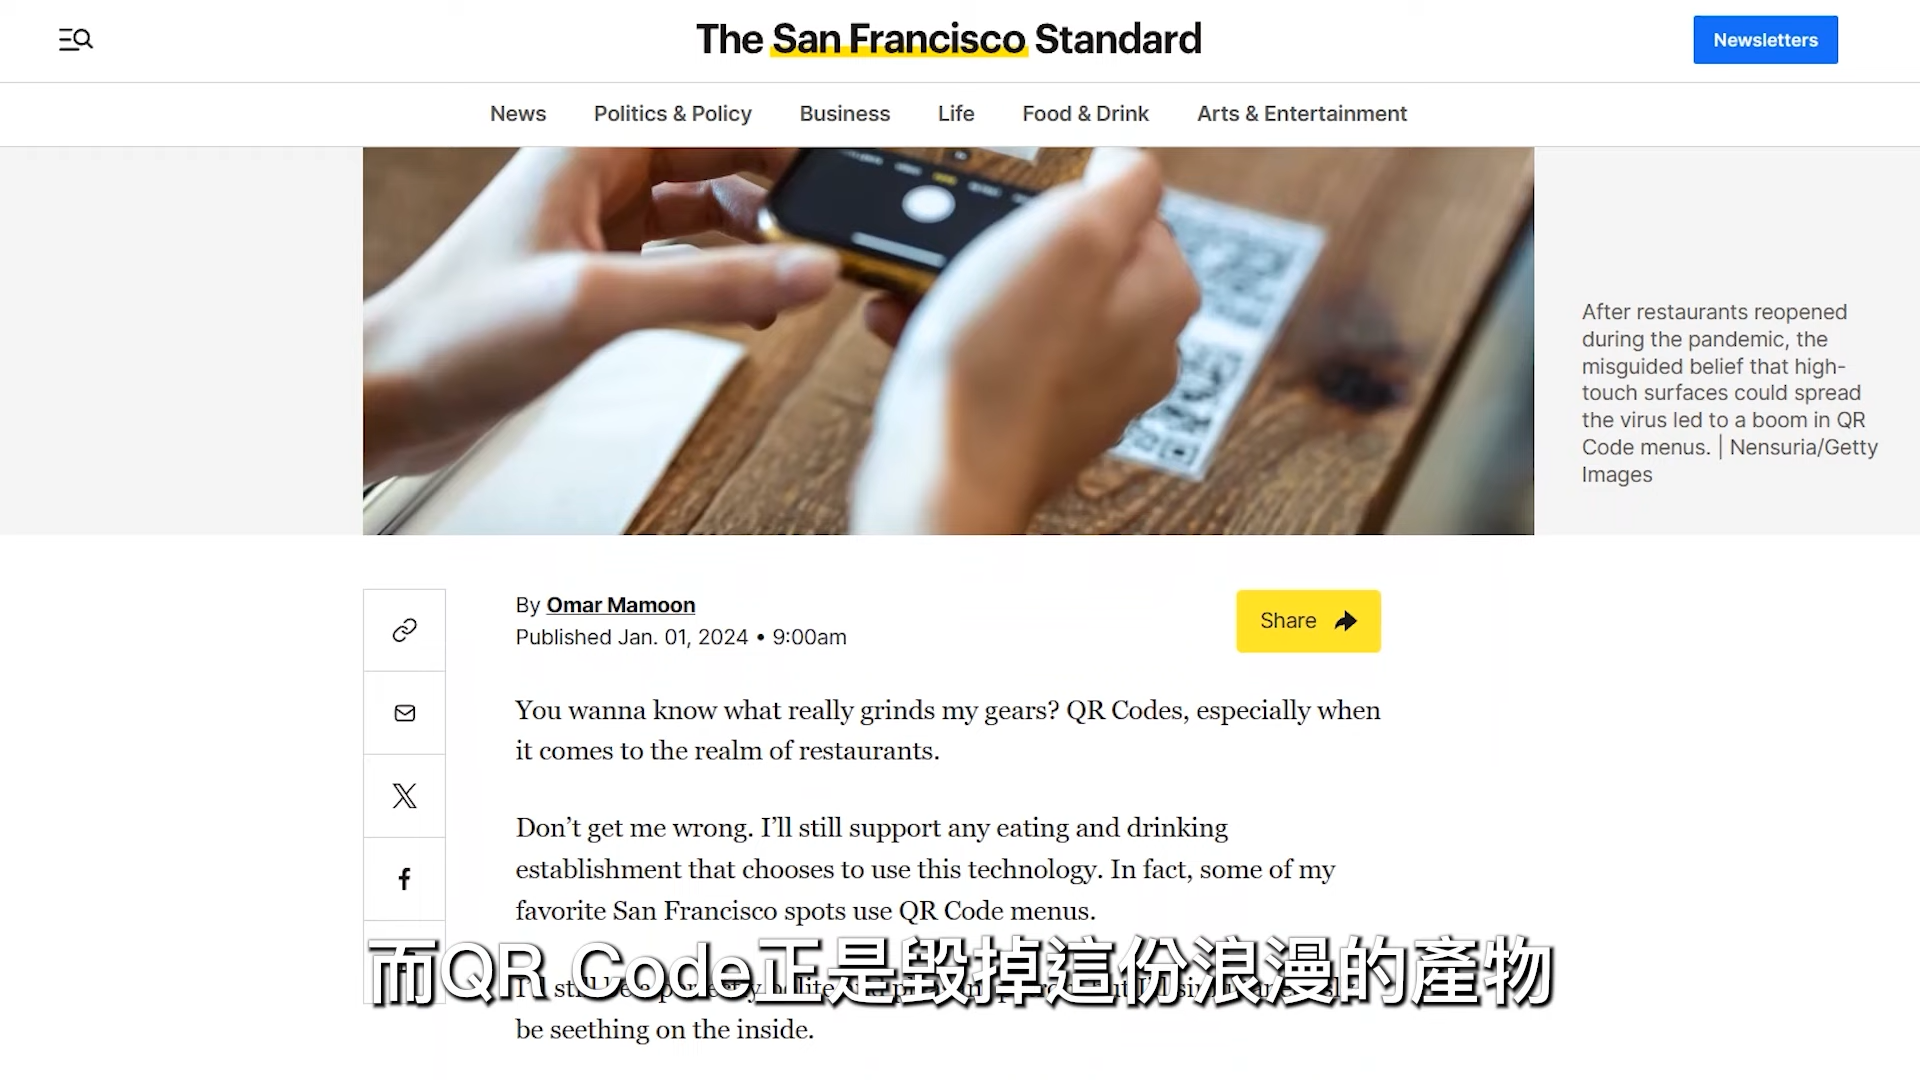 The San Francisco Standard
Newsletters
News Politics & Policy Business Life Food & Drink Arts & Entertainment
After restaurants reopened
during the pandemic, the
misguided belief that high-
touch surfaces could spread
the virus led to a boom in QR
Code menus. | Nensuria/Getty
Images
By Omar Mamoon
Published Jan. 01, 2024 • 9:00am
Share
You wanna know what really grinds my gears? QR Codes, especially when
it comes to the realm of restaurants.
Don’t get me wrong. I’ll still support any eating and drinking
establishment that chooses to use this technology. In fact, some of my
favorite San Francisco spots use QR Code menus.
而QR Code正是毀掉這份浪漫的產物
be seething on the inside.